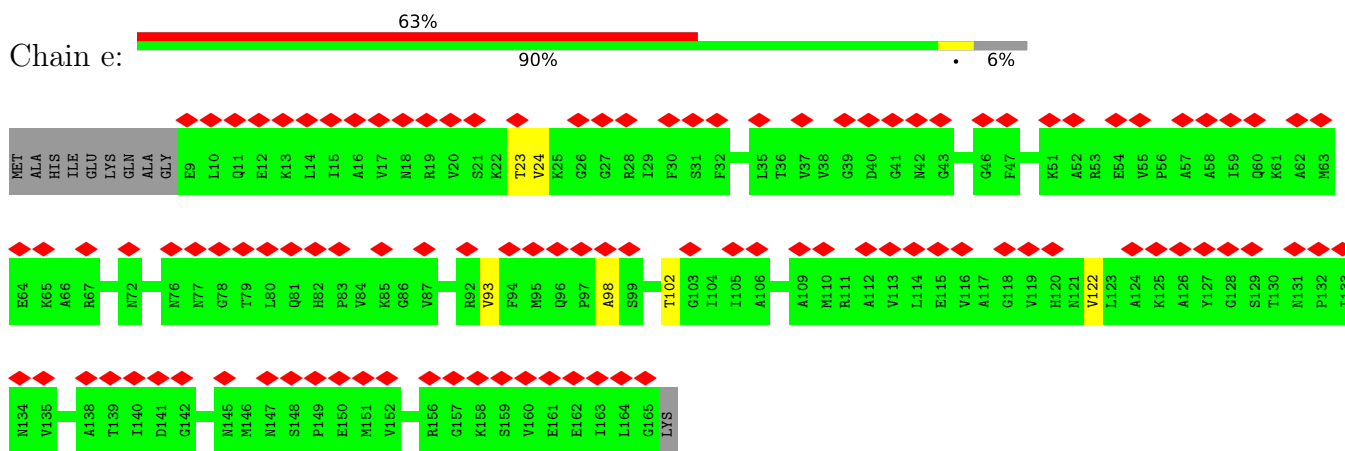 63%
Chain e:
90% • 6%
MET ALA HIS ILE GLU LYS GLN ALA GLY E9 L10 Q11 E12 K13 L14 I15 A16 V17 N18 R19 V20 S21 K22 T23 V24 K25 G26 G27 R28 I29 F30 S31 F32 L35 T36 V37 V38 G39 D40 G41 N42 G43 G46 F47 K51 A52 R53 E54 V55 P56 A57 A58 I59 Q60 K61 A62 M63
E64 K65 A66 R67 N72 N76 N77 G78 T79 L80 Q81 H82 P83 V84 K85 G86 V87 R92 V93 F94 M95 Q96 P97 A98 S99 T102 G103 I104 I105 A106 A109 M110 R111 A112 V113 L114 E115 V116 A117 G118 V119 H120 N121 V122 L123 A124 K125 A126 Y127 G128 S129 T130 N131 P132
N134 V135 A138 T139 I140 D141 G142 N145 M146 N147 S148 P149 E150 M151 V152 R156 G157 K158 S159 V160 E161 E162 I163 L164 G165 LYS